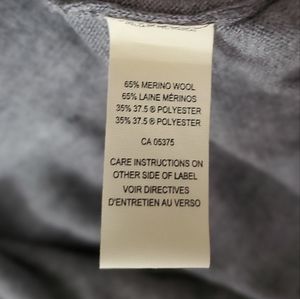 65% MERINO WOOL
65% LAINE MÉRINOS
35% 37.5 ® POLYESTER
35% 37.5 ® POLYESTER
CA 05375
CARE INSTRUCTIONS ON
OTHER SIDE OF LABEL
VOIR DIRECTIVES
D'ENTRETIEN AU VERSO